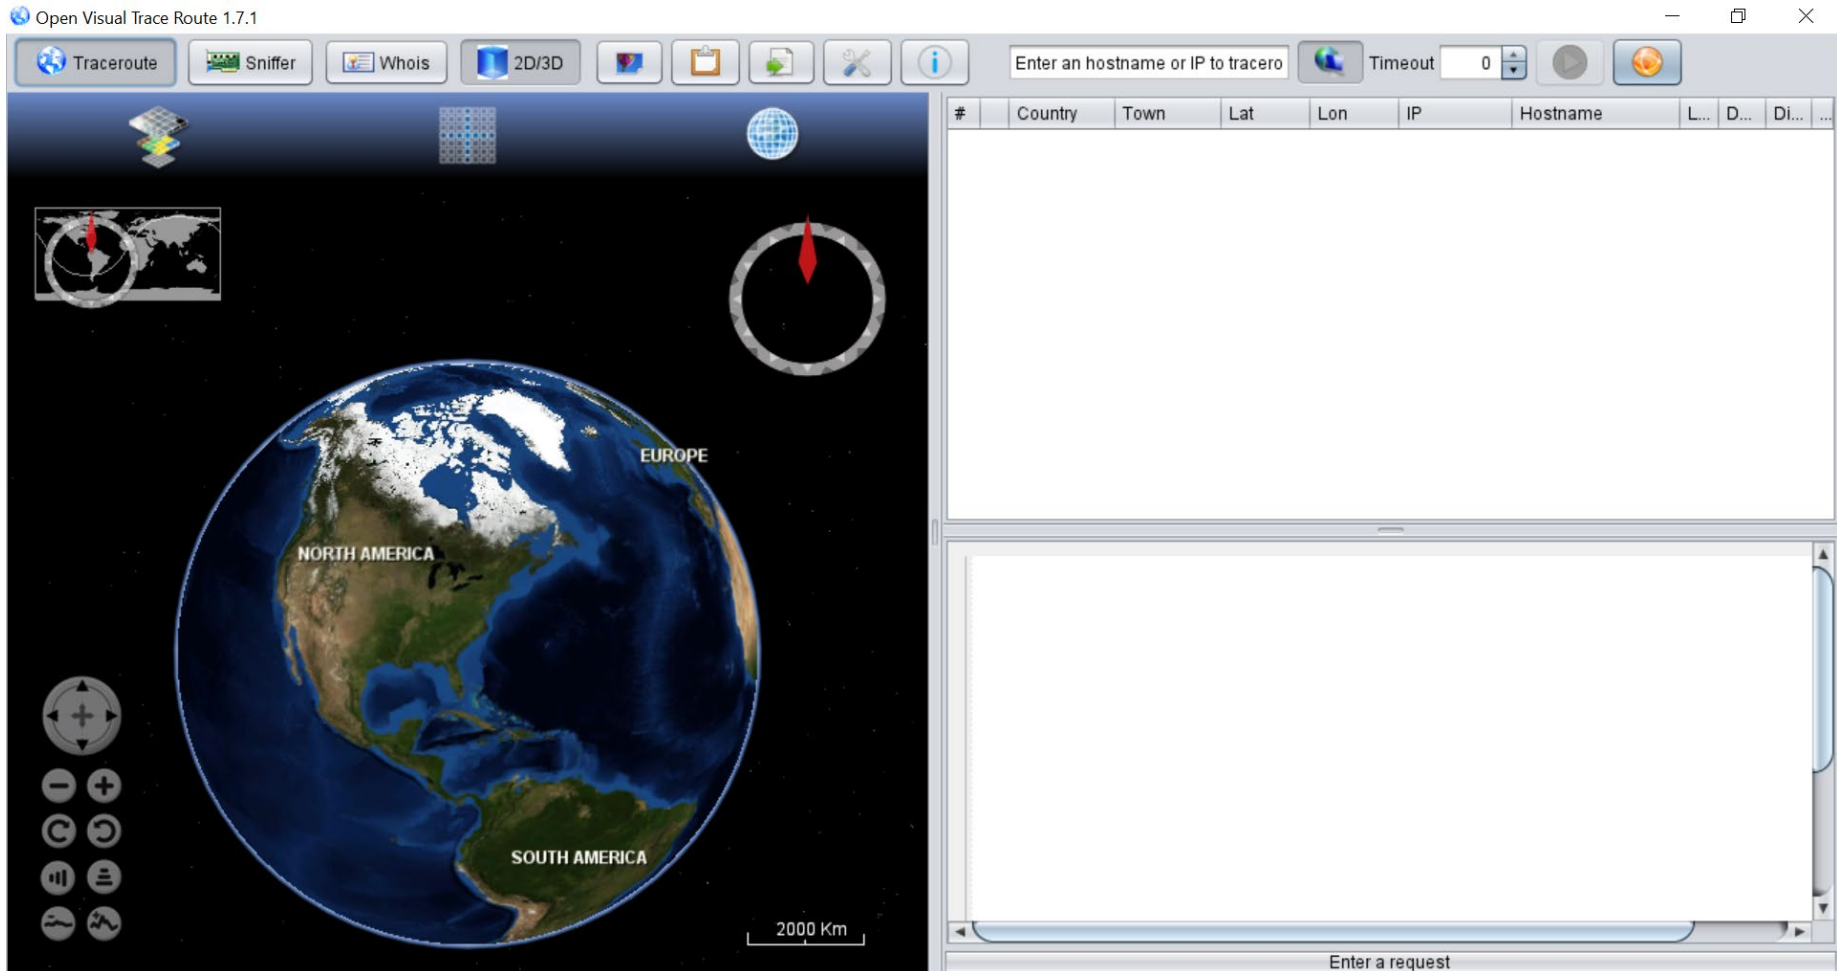 Open Visual Trace Route 1.7.1
Traceroute Sniffer Whois 2D/3D Enter an hostname or IP to tracero Timeout 0
# Country Town Lat Lon IP Hostname L... D... Di... ...
EUROPE
NORTH AMERICA
SOUTH AMERICA
2000 Km
Enter a request